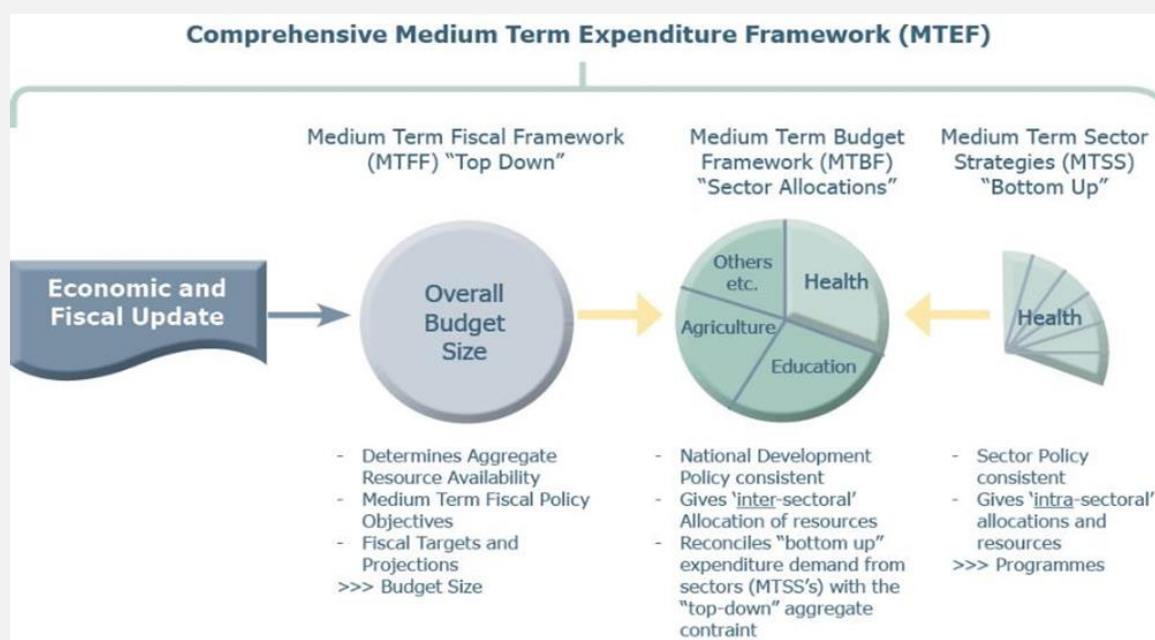 Comprehensive Medium Term Expenditure Framework (MTEF)
Medium Term Fiscal Framework
(MTFF) “Top Down”
Medium Term Budget
Framework (MTBF)
“Sector Allocations”
Medium Term Sector
Strategies (MTSS)
“Bottom Up”
Economic and
Fiscal Update
Overall
Budget
Size
Others
etc.
Health
Agriculture
Education
Health
- Determines Aggregate
Resource Availability
- Medium Term Fiscal Policy
Objectives
- Fiscal Targets and
Projections
>>> Budget Size
- National Development
Policy consistent
- Gives ‘inter-sectoral’
Allocation of resources
- Reconciles “bottom up”
expenditure demand from
sectors (MTSS’s) with the
“top-down” aggregate
contraint
- Sector Policy
consistent
- Gives ‘intra-sectoral’
allocations and
resources
>>> Programmes